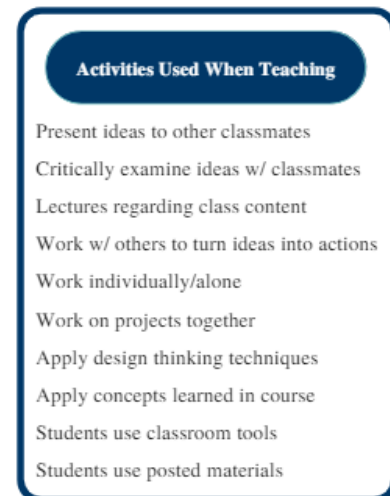 Activities Used When Teaching
Present ideas to other classmates
Critically examine ideas w/ classmates
Lectures regarding class content
Work w/ others to turn ideas into actions
Work individually/alone
Work on projects together
Apply design thinking techniques
Apply concepts learned in course
Students use classroom tools
Students use posted materials